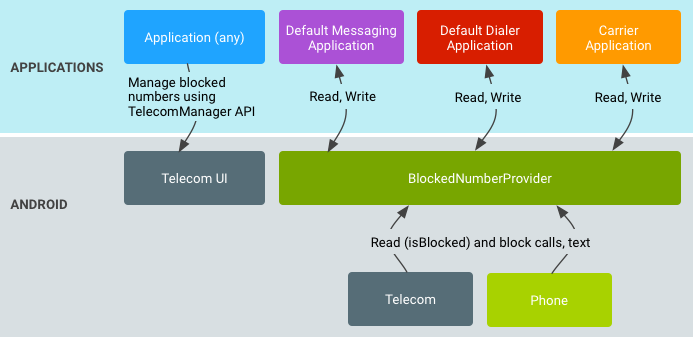 APPLICATIONS
Application (any)
Default Messaging
Application
Default Dialer
Application
Carrier
Application
Manage blocked
numbers using
TelecomManager API
Read, Write
Read, Write
Read, Write
ANDROID
Telecom UI
BlockedNumberProvider
Read (isBlocked) and block calls, text
Telecom
Phone